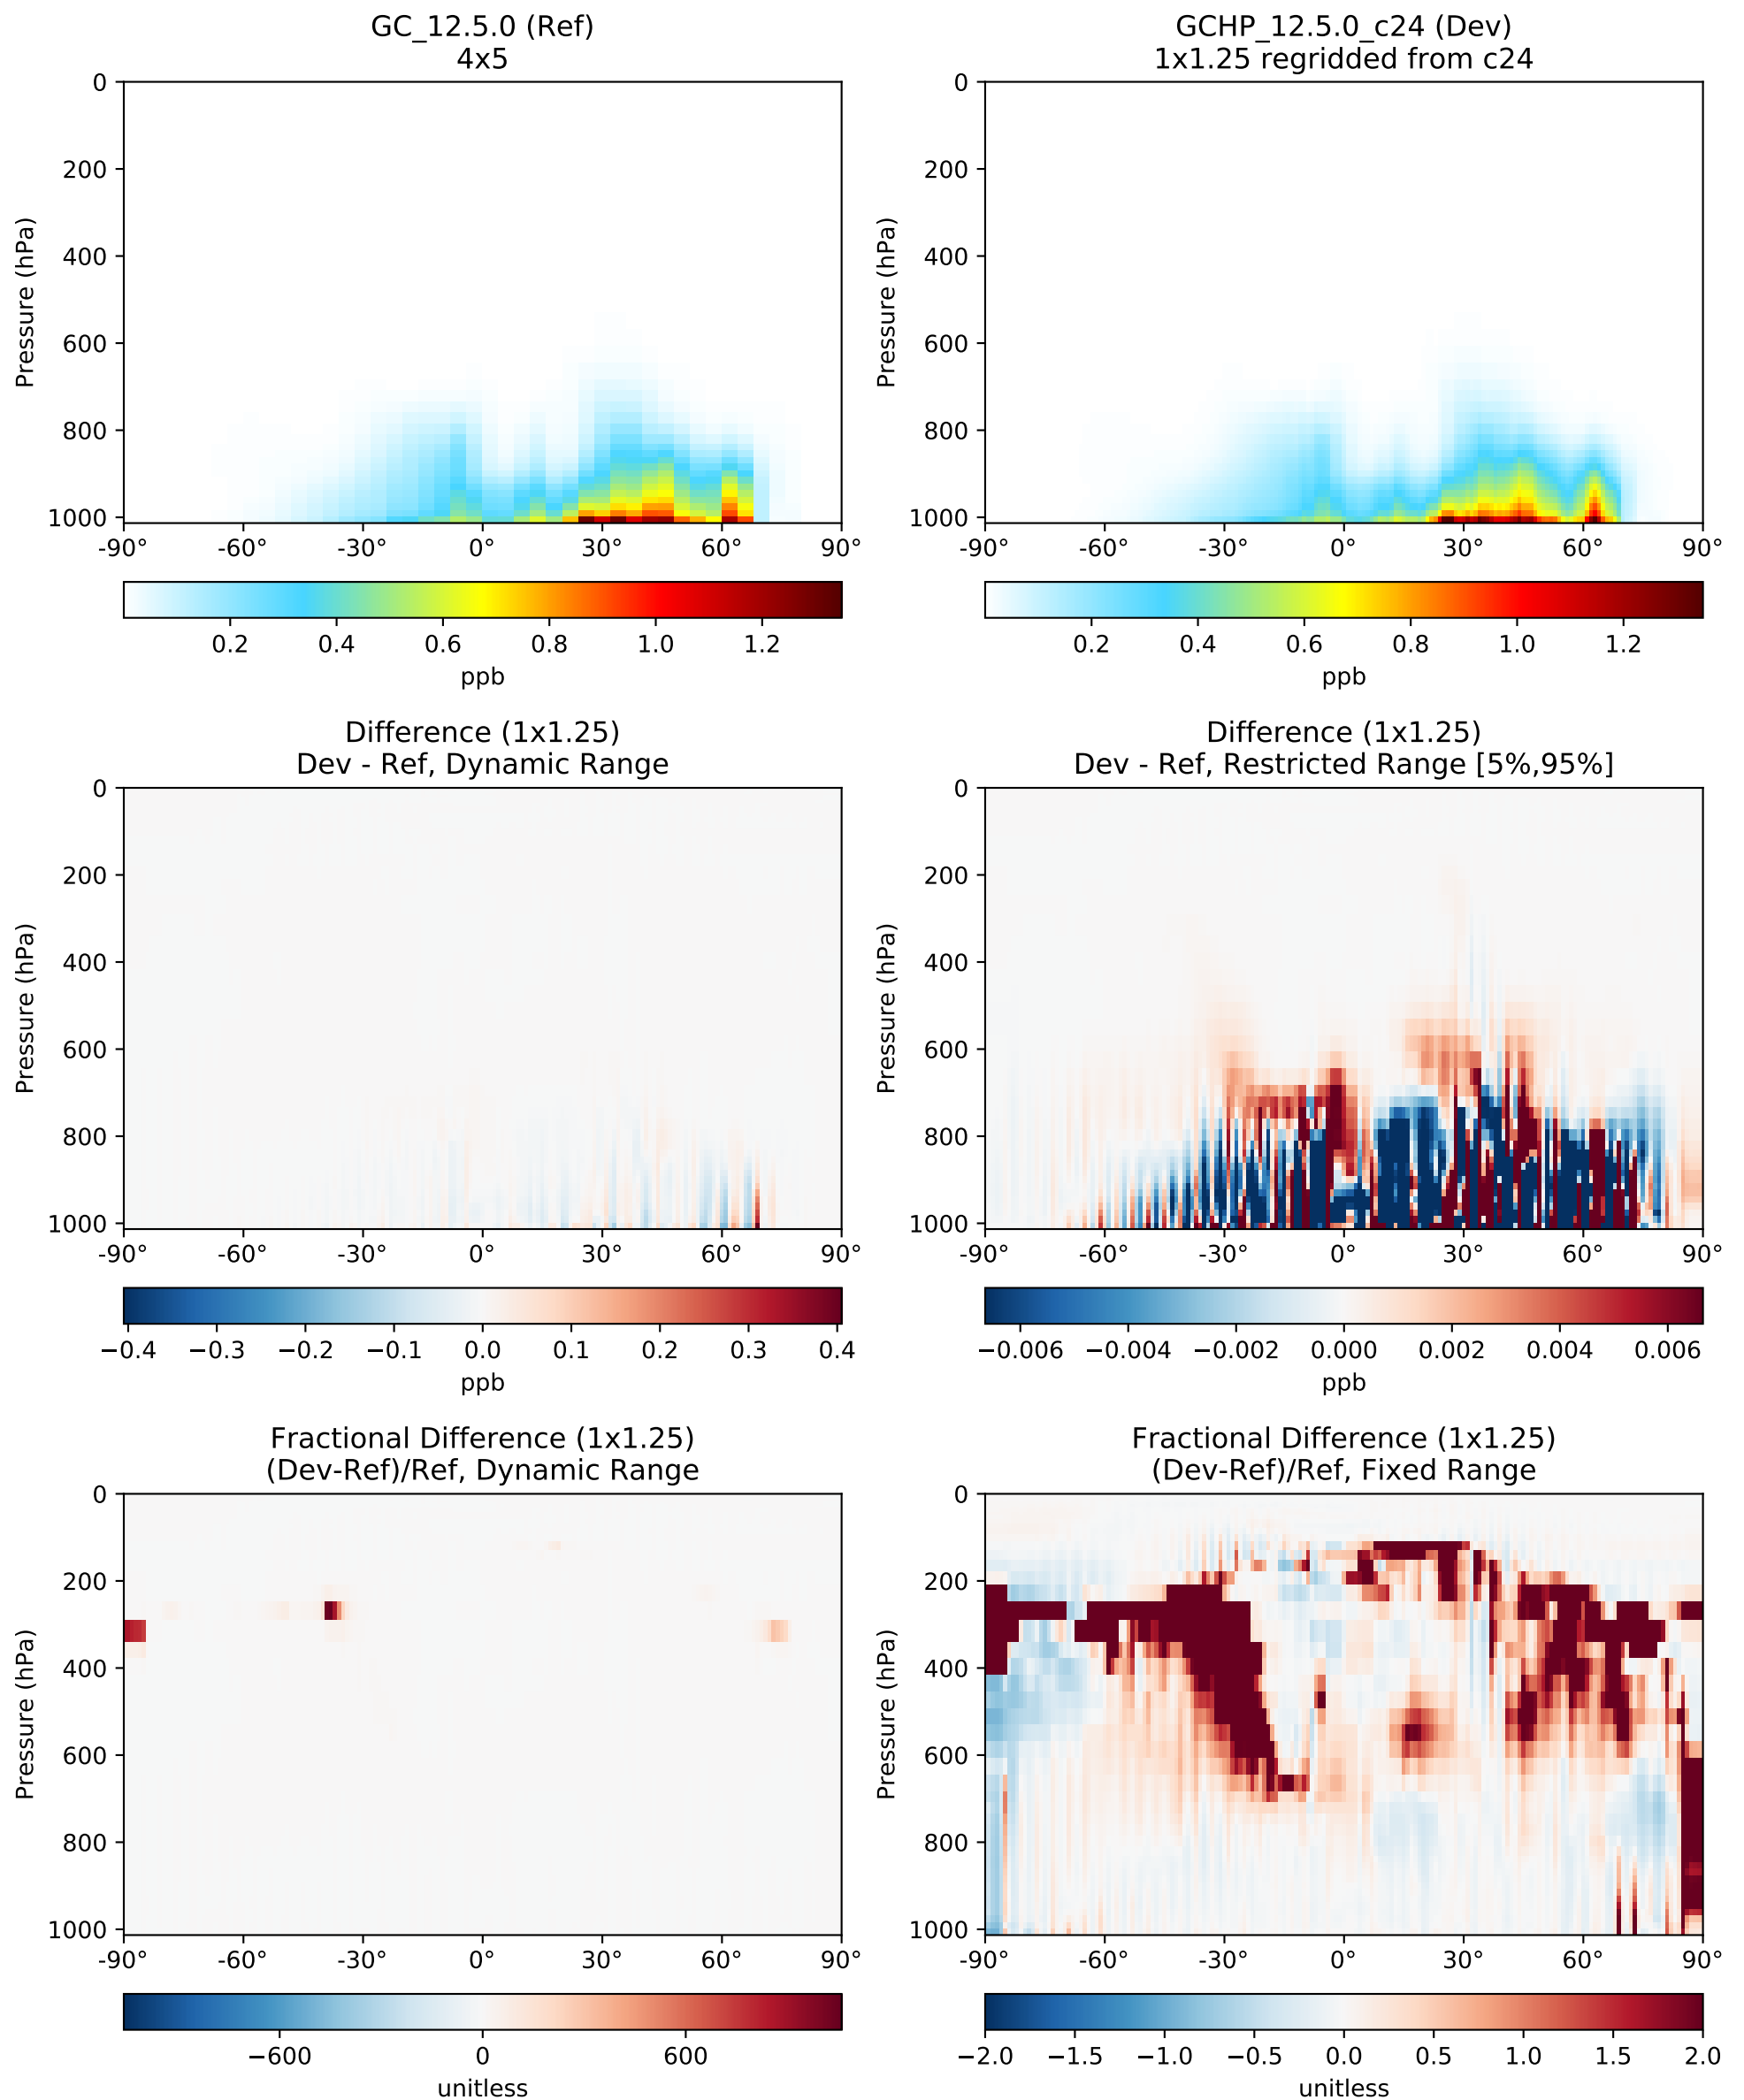 GC_12.5.0 (Ref)
4x5
0
200
400
600
800
1000
Pressure (hPa)
-90° -60° -30° 0° 30° 60° 90°
0.2 0.4 0.6 0.8 1.0 1.2
ppb
GCHP_12.5.0_c24 (Dev)
1x1.25 regridded from c24
0
200
400
600
800
1000
Pressure (hPa)
-90° -60° -30° 0° 30° 60° 90°
0.2 0.4 0.6 0.8 1.0 1.2
ppb
Difference (1x1.25)
Dev - Ref, Dynamic Range
0
200
400
600
800
1000
Pressure (hPa)
-90° -60° -30° 0° 30° 60° 90°
−0.4 −0.3 −0.2 −0.1 0.0 0.1 0.2 0.3 0.4
ppb
Difference (1x1.25)
Dev - Ref, Restricted Range [5%,95%]
0
200
400
600
800
1000
Pressure (hPa)
-90° -60° -30° 0° 30° 60° 90°
−0.006 −0.004 −0.002 0.000 0.002 0.004 0.006
ppb
Fractional Difference (1x1.25)
(Dev-Ref)/Ref, Dynamic Range
0
200
400
600
800
1000
Pressure (hPa)
-90° -60° -30° 0° 30° 60° 90°
−600 0 600
unitless
Fractional Difference (1x1.25)
(Dev-Ref)/Ref, Fixed Range
0
200
400
600
800
1000
Pressure (hPa)
-90° -60° -30° 0° 30° 60° 90°
−2.0 −1.5 −1.0 −0.5 0.0 0.5 1.0 1.5 2.0
unitless